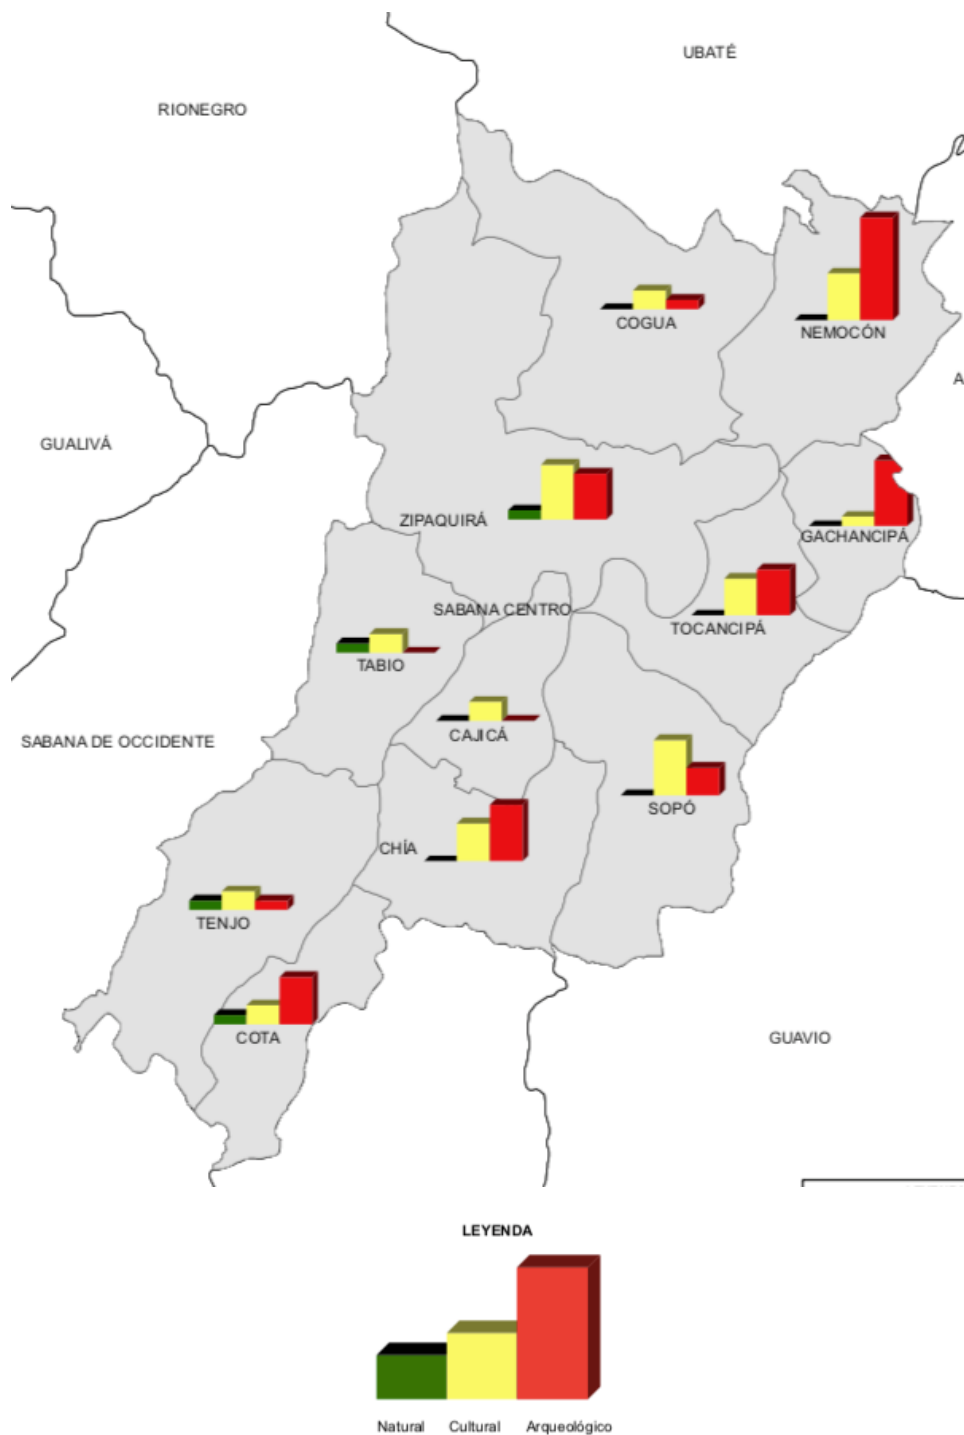 UBATÉ
RIONEGRO
COGUA
NEMOCÓN
A
GUALIVÁ
ZIPAQUIRÁ
GACHANCIPÁ
SABANA CENTRO
TOCANCIPÁ
TABIO
CAJICÁ
SABANA DE OCCIDENTE
SOPÓ
CHÍA
TENJO
COTA
GUAVIO
LEYENDA
Natural Cultural Arqueológico